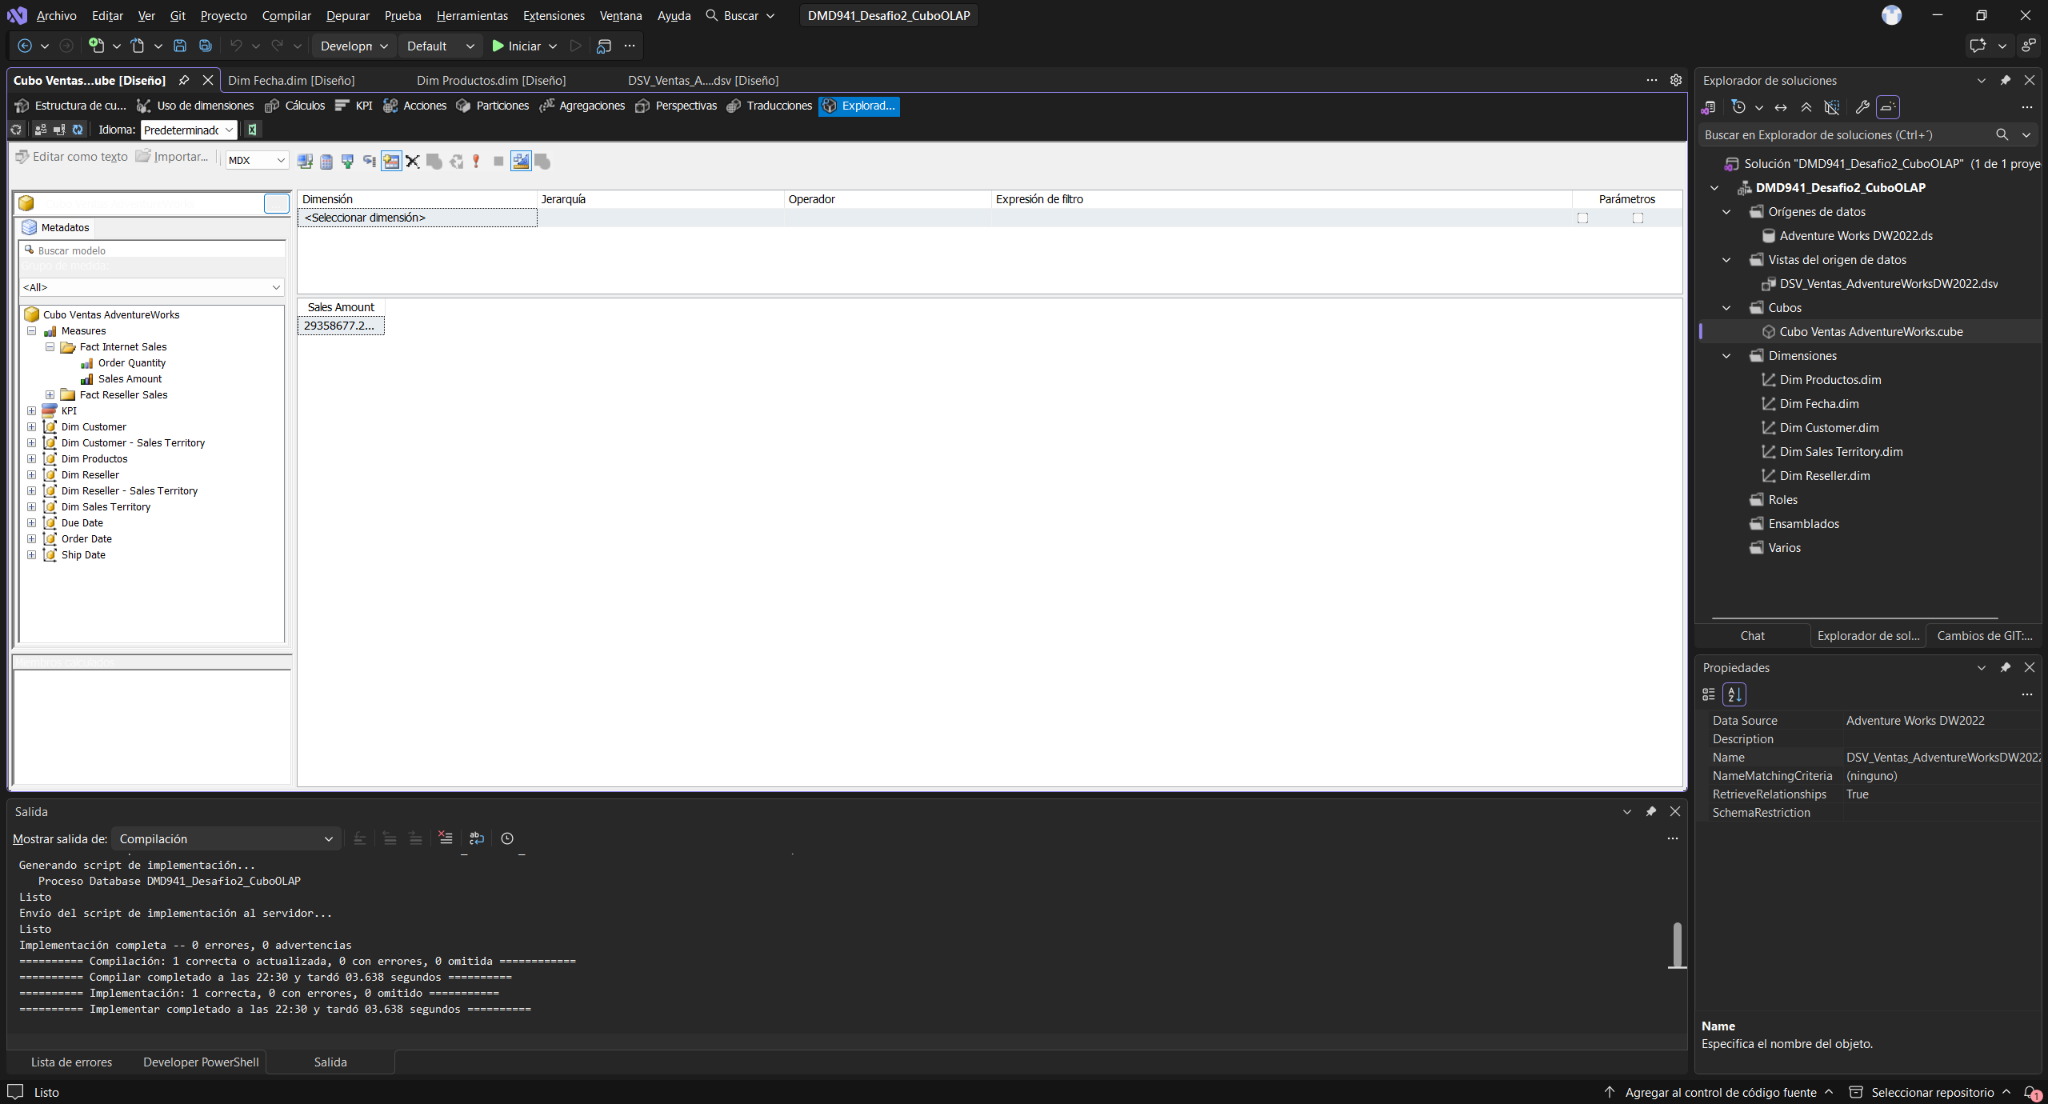 Archivo Editar Ver Git Proyecto Compilar Depurar Prueba Herramientas Extensiones Ventana Ayuda Buscar DMD941_Desafio2_CuboOLAP
Developn Default Iniciar
Cubo Ventas...ube [Diseño] Dim Fecha.dim [Diseño] Dim Productos.dim [Diseño] DSV_Ventas_A....dsv [Diseño]
Estructura de cu... Uso de dimensiones Cálculos KPI Acciones Particiones Agregaciones Perspectivas Traducciones Explorad...
Idioma: Predeterminado
Editar como texto Importar... MDX
Metadatos
Buscar modelo
<All>
Cubo Ventas AdventureWorks
Measures
Fact Internet Sales
Order Quantity
Sales Amount
Fact Reseller Sales
KPI
Dim Customer
Dim Customer - Sales Territory
Dim Productos
Dim Reseller
Dim Reseller - Sales Territory
Dim Sales Territory
Due Date
Order Date
Ship Date
Dimensión Jerarquía Operador Expresión de filtro Parámetros
<Seleccionar dimensión>
Sales Amount
29358677.2...
Salida
Mostrar salida de: Compilación
Generando script de implementación...
Proceso Database DMD941_Desafio2_CuboOLAP
Listo
Envío del script de implementación al servidor...
Listo
Implementación completa -- 0 errores, 0 advertencias
========== Compilación: 1 correcta o actualizada, 0 con errores, 0 omitida ============
========== Compilar completado a las 22:30 y tardó 03.638 segundos ==========
========== Implementación: 1 correcta, 0 con errores, 0 omitido ===========
========== Implementar completado a las 22:30 y tardó 03.638 segundos ==========
Lista de errores Developer PowerShell Salida
Explorador de soluciones
Buscar en Explorador de soluciones (Ctrl+´)
Solución "DMD941_Desafio2_CuboOLAP" (1 de 1 proye
DMD941_Desafio2_CuboOLAP
Orígenes de datos
Adventure Works DW2022.ds
Vistas del origen de datos
DSV_Ventas_AdventureWorksDW2022.dsv
Cubos
Cubo Ventas AdventureWorks.cube
Dimensiones
Dim Productos.dim
Dim Fecha.dim
Dim Customer.dim
Dim Sales Territory.dim
Dim Reseller.dim
Roles
Ensamblados
Varios
Chat Explorador de sol... Cambios de GIT:...
Propiedades
Data Source Adventure Works DW2022
Description
Name DSV_Ventas_AdventureWorksDW2022
NameMatchingCriteria (ninguno)
RetrieveRelationships True
SchemaRestriction
Name
Especifica el nombre del objeto.
Listo Agregar al control de código fuente Seleccionar repositorio 1